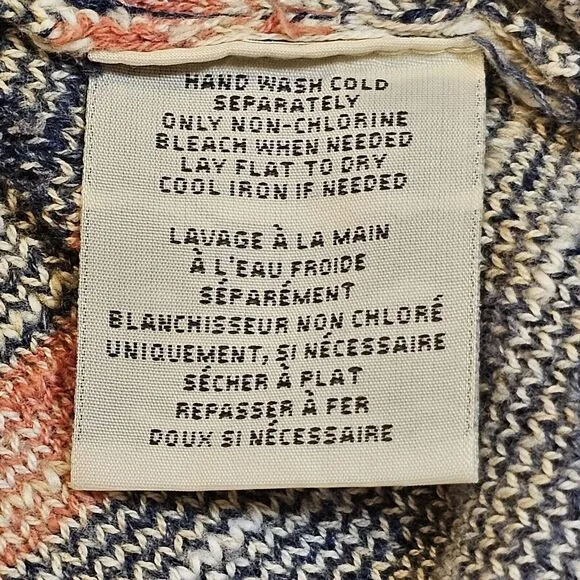 HAND WASH COLD
SEPARATELY
ONLY NON-CHLORINE
BLEACH WHEN NEEDED
LAY FLAT TO DRY
COOL IRON IF NEEDED
LAVAGE À LA MAIN
À L'EAU FROIDE
SÉPARÉMENT
BLANCHISSEUR NON CHLORÉ
UNIQUEMENT, SI NÉCESSAIRE
SÉCHER À PLAT
REPASSER À FER
DOUX SI NÉCESSAIRE